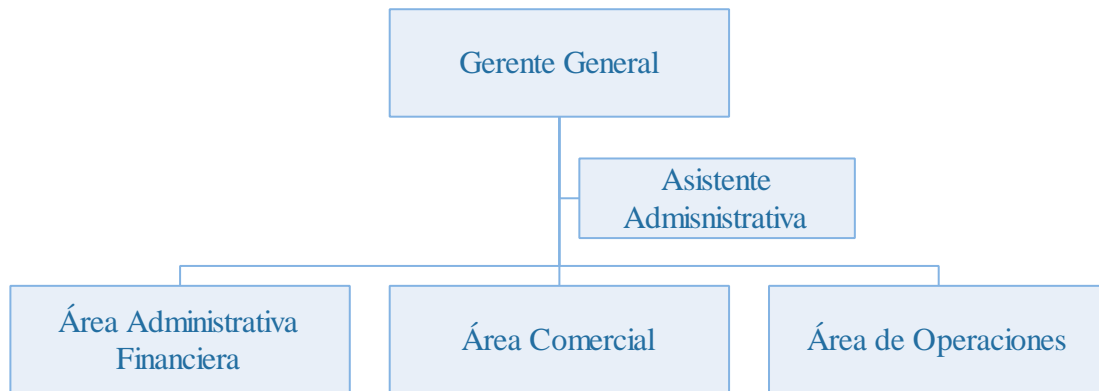 Gerente General
Asistente
Admisnistrativa
Área Administrativa
Financiera
Área Comercial
Área de Operaciones